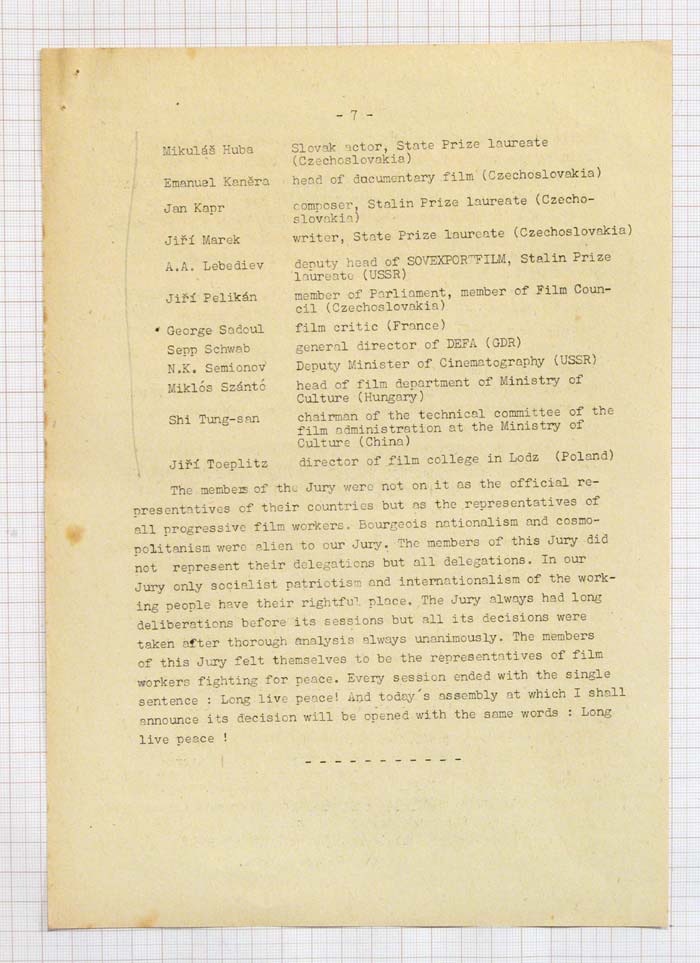 - 7 -
Mikuláš Huba Slovak actor, State Prize laureate
(Czechoslovakia)
Emanuel Kaněra head of documentary film (Czechoslovakia)
Jan Kapr composer, Stalin Prize laureate (Czecho-
slovakia)
Jiří Marek writer, State Prize laureate (Czechoslovakia)
A.A. Lebediev deputy head of SOVEXPORTFILM, Stalin Prize
laureate (USSR)
Jiří Pelikán member of Parliament, member of Film Coun-
cil (Czechoslovakia)
George Sadoul film critic (France)
Sepp Schwab general director of DEFA (GDR)
N.K. Semionov Deputy Minister of Cinematography (USSR)
Miklós Szántó head of film department of Ministry of
Culture (Hungary)
Shi Tung-san chairman of the technical committee of the
film administration at the Ministry of
Culture (China)
Jiří Toeplitz director of film college in Lodz (Poland)
The members of the Jury were not on it as the official re-
presentatives of their countries but as the representatives of
all progressive film workers. Bourgeois nationalism and cosmo-
politanism were alien to our Jury. The members of this Jury did
not represent their delegations but all delegations. In our
Jury only socialist patriotism and internationalism of the work-
ing people have their rightful place. The Jury always had long
deliberations before its sessions but all its decisions were
taken after thorough analysis always unanimously. The members
of this Jury felt themselves to be the representatives of film
workers fighting for peace. Every session ended with the single
sentence : Long live peace! And today's assembly at which I shall
announce its decision will be opened with the same words : Long
live peace !
- - - - - - - - - - -